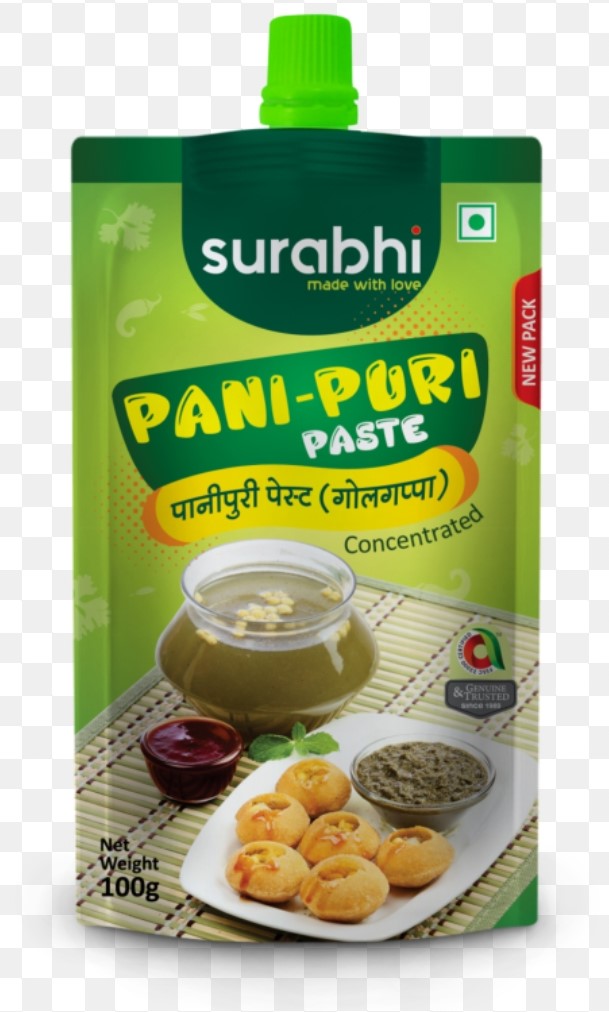 surabhi
made with love
NEW PACK
PANI-PURI
PASTE
पानीपुरी पेस्ट (गोलगप्पा)
Concentrated
& GENUINE
TRUSTED
since 1985
Net
Weight
100g